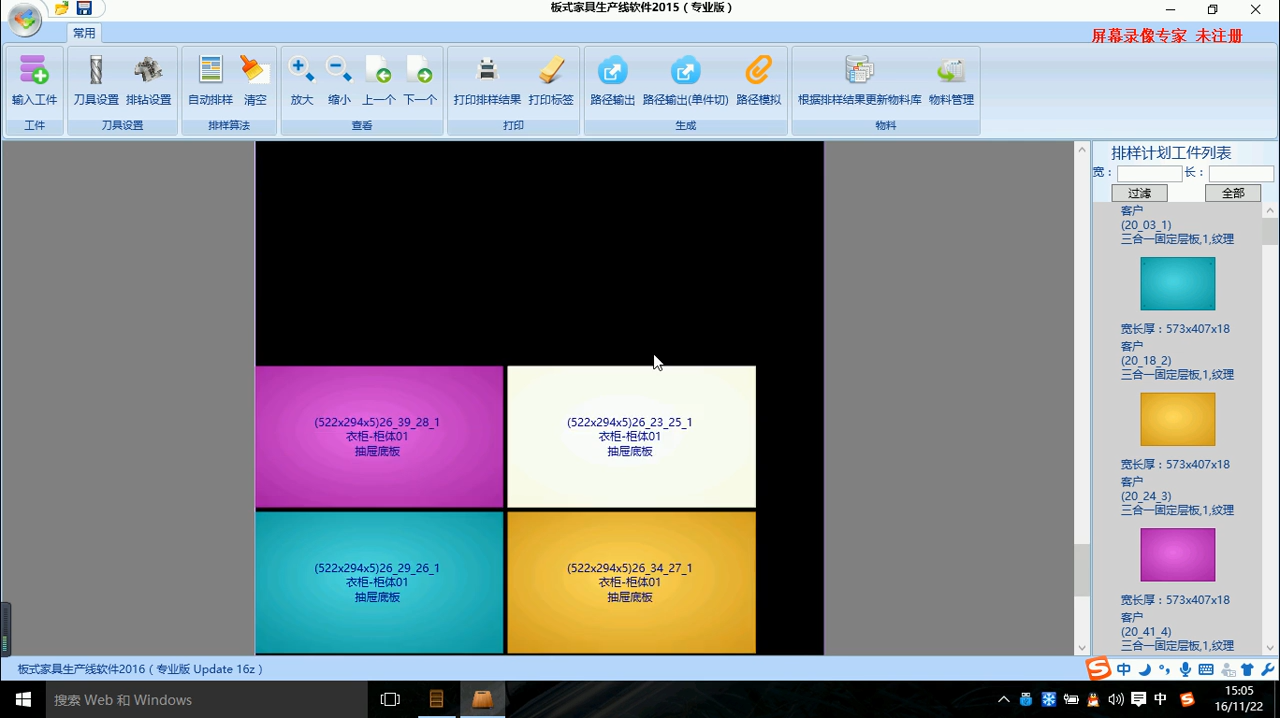 板式家具生产线软件2015（专业版）
常用
屏幕录像专家 未注册
输入工件
刀具设置
排钻设置
自动排样
清空
放大
缩小
上一个
下一个
打印排样结果
打印标签
路径输出
路径输出(单件切)
路径模拟
根据排样结果更新物料库
物料管理
工件
刀具设置
排样算法
查看
打印
生成
物料
排样计划工件列表
宽：
长：
过滤
全部
客户
(20_03_1)
三合一固定层板,1,纹理
宽长厚：573x407x18
客户
(20_18_2)
三合一固定层板,1,纹理
宽长厚：573x407x18
客户
(20_24_3)
三合一固定层板,1,纹理
宽长厚：573x407x18
客户
(20_41_4)
三合一固定层板,1,纹理
(522x294x5)26_39_28_1
衣柜-柜体01
抽屉底板
(522x294x5)26_23_25_1
衣柜-柜体01
抽屉底板
(522x294x5)26_29_26_1
衣柜-柜体01
抽屉底板
(522x294x5)26_34_27_1
衣柜-柜体01
抽屉底板
板式家具生产线软件2016（专业版 Update 16z）
S 中
搜索 Web 和 Windows
中
S
15:05
16/11/22